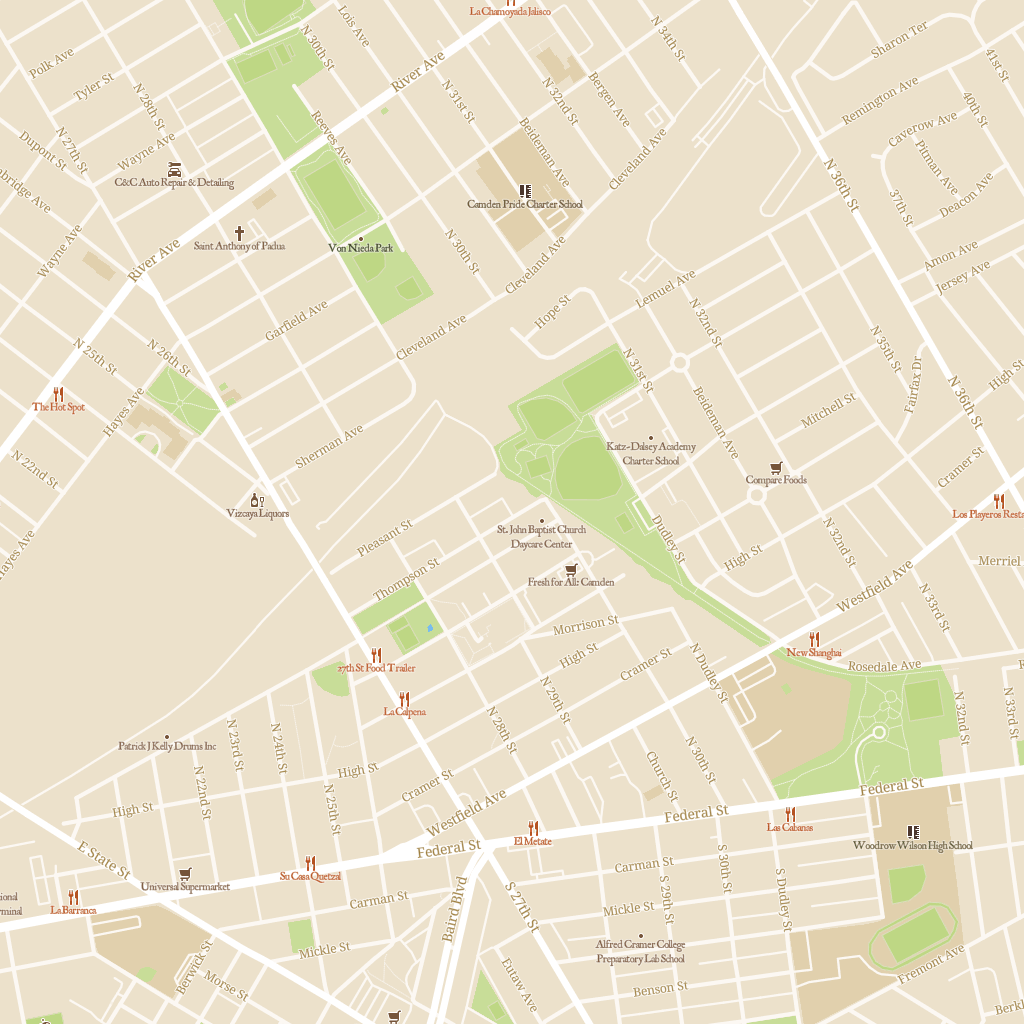 La Chamoyada Jalisco
Lois Ave
N 30th St
N 34th St
Sharon Ter
Polk Ave
Tyler St
River Ave
41st St
N 28th St
N 31st St
N 32nd St
Bergen Ave
Remington Ave
40th St
N 27th St
Dupont St
Wayne Ave
Reeves Ave
Beideman Ave
Cleveland Ave
Caverow Ave
Pitman Ave
C&C Auto Repair & Detailing
N 36th St
Camden Pride Charter School
37th St
Deacon Ave
Wayne Ave
River Ave
Saint Anthony of Padua
Von Nieda Park
N 30th St
Cleveland Ave
Amon Ave
Jersey Ave
Lemuel Ave
Hope St
Garfield Ave
Cleveland Ave
N 32nd St
N 35th St
N 25th St
N 26th St
N 31st St
Fairfax Dr
High St
The Hot Spot
Hayes Ave
Beideman Ave
Mitchell St
N 36th St
Sherman Ave
Katz-Dalsey Academy
Charter School
N 22nd St
Compare Foods
Cramer St
Vizcaya Liquors
Los Playeros Resta
Pleasant St
St. John Baptist Church
Daycare Center
Dudley St
N 32nd St
Hayes Ave
High St
Merriel
Thompson St
Fresh for All: Camden
Westfield Ave
N 33rd St
Morrison St
27th St Food Trailer
High St
Cramer St
N Dudley St
New Shanghai
Rosedale Ave
La Calpena
N 29th St
N 32nd St
N 33rd St
Patrick J Kelly Drums Inc
N 23rd St
N 24th St
N 28th St
High St
N 22nd St
N 25th St
Cramer St
Church St
N 30th St
High St
Westfield Ave
Federal St
Federal St
Las Cabanas
El Metate
Federal St
Woodrow Wilson High School
E State St
Su Casa Quetzal
Carman St
S 30th St
S Dudley St
Universal Supermarket
S 27th St
S 29th St
La Barranca
Carman St
Baird Blvd
Mickle St
Mickle St
Alfred Cramer College
Preparatory Lab School
Berwick St
Morse St
Eutaw Ave
Benson St
Fremont Ave